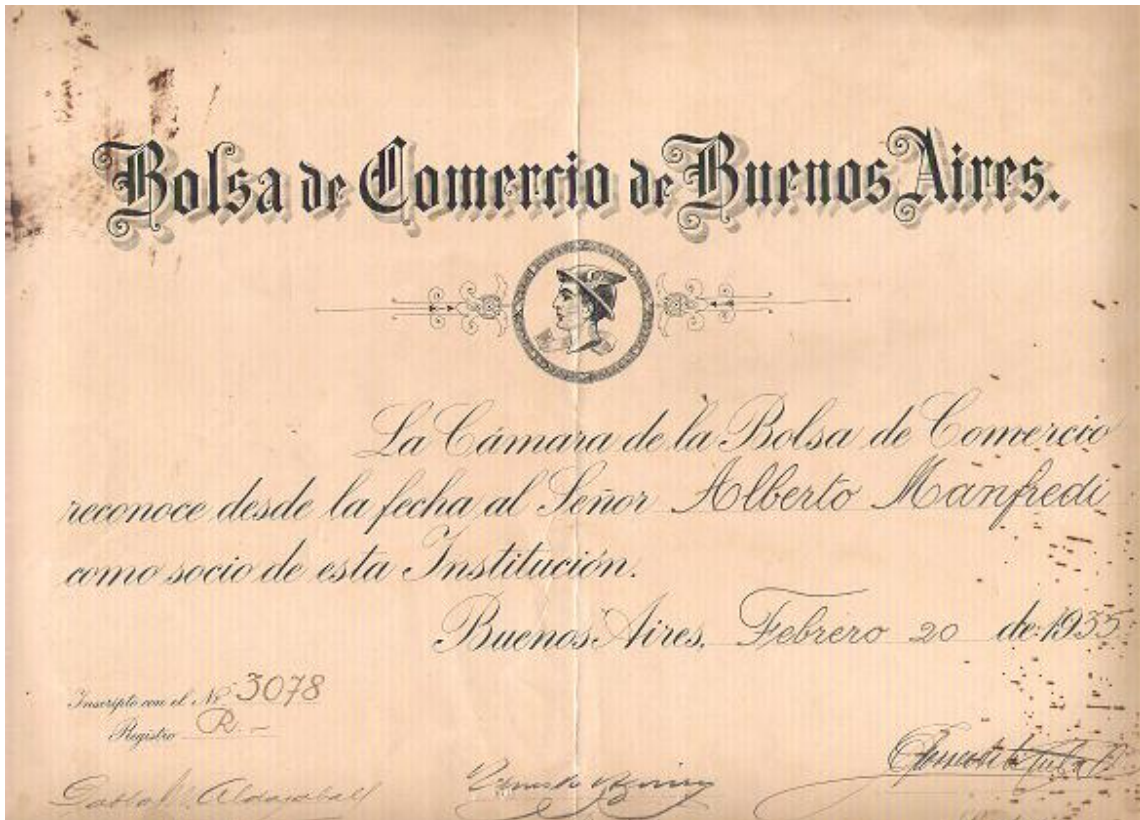 Bolsa de Comercio de Buenos Aires.
La Cámara de la Bolsa de Comercio
reconoce desde la fecha al Señor Alberto Manfredi
como socio de esta Institución.
Buenos Aires, Febrero 20 de 1935
Inscripto con el Nº 3078
Registro R.-